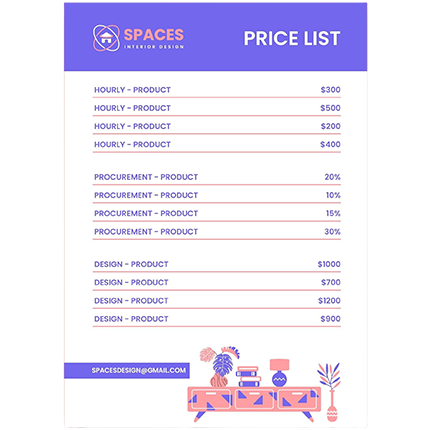 SPACES
INTERIOR DESIGN
PRICE LIST
HOURLY - PRODUCT $300
HOURLY - PRODUCT $500
HOURLY - PRODUCT $200
HOURLY - PRODUCT $400
PROCUREMENT - PRODUCT 20%
PROCUREMENT - PRODUCT 10%
PROCUREMENT - PRODUCT 15%
PROCUREMENT - PRODUCT 30%
DESIGN - PRODUCT $1000
DESIGN - PRODUCT $700
DESIGN - PRODUCT $1200
DESIGN - PRODUCT $900
SPACESDESIGN@GMAIL.COM